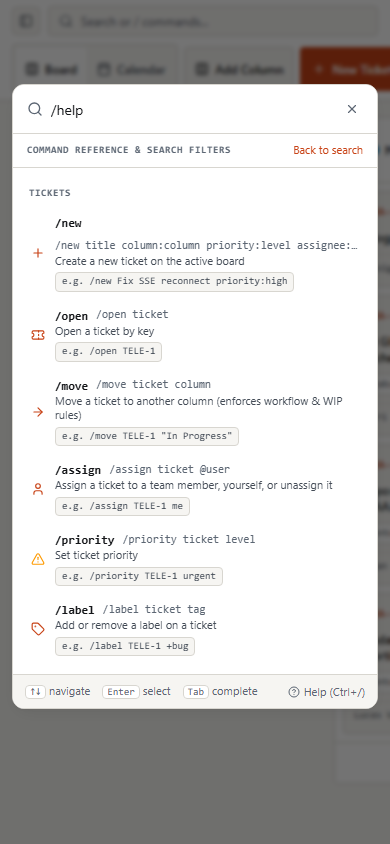 Search or / commands...
Board
Calendar
Add Column
/help
COMMAND REFERENCE & SEARCH FILTERS
Back to search
TICKETS
/new
/new title column:column priority:level assignee:…
Create a new ticket on the active board
e.g. /new Fix SSE reconnect priority:high
/open /open ticket
Open a ticket by key
e.g. /open TELE-1
/move /move ticket column
Move a ticket to another column (enforces workflow & WIP
rules)
e.g. /move TELE-1 "In Progress"
/assign /assign ticket @user
Assign a ticket to a team member, yourself, or unassign it
e.g. /assign TELE-1 me
/priority /priority ticket level
Set ticket priority
e.g. /priority TELE-1 urgent
/label /label ticket tag
Add or remove a label on a ticket
e.g. /label TELE-1 +bug
↑↓ navigate Enter select Tab complete Help (Ctrl+/)